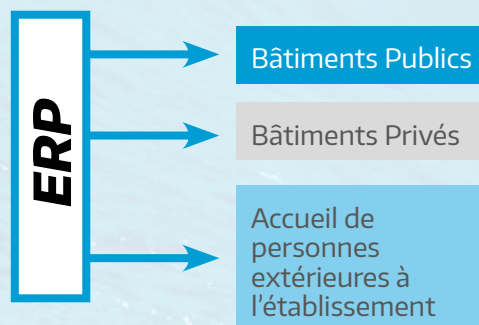 ERP
Bâtiments Publics
Bâtiments Privés
Accueil de
personnes
extérieures à
l’établissement